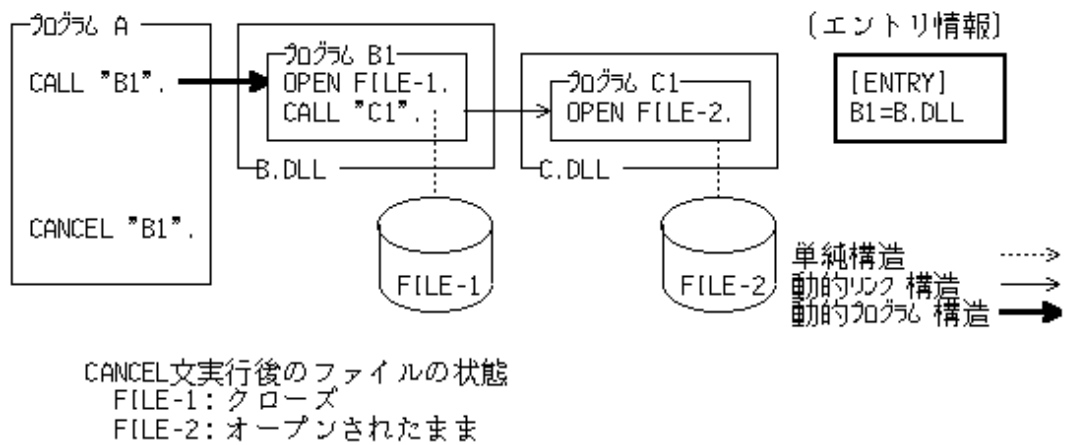 プログラム A
CALL "B1".
CANCEL "B1".
プログラム B1
OPEN FILE-1.
CALL "C1".
B.DLL
プログラム C1
OPEN FILE-2.
C.DLL
FILE-1
FILE-2
〔エントリ情報〕
[ENTRY]
B1=B.DLL
単純構造
動的リンク構造
動的プログラム構造
CANCEL文実行後のファイルの状態
FILE-1:クローズ
FILE-2:オープンされたまま